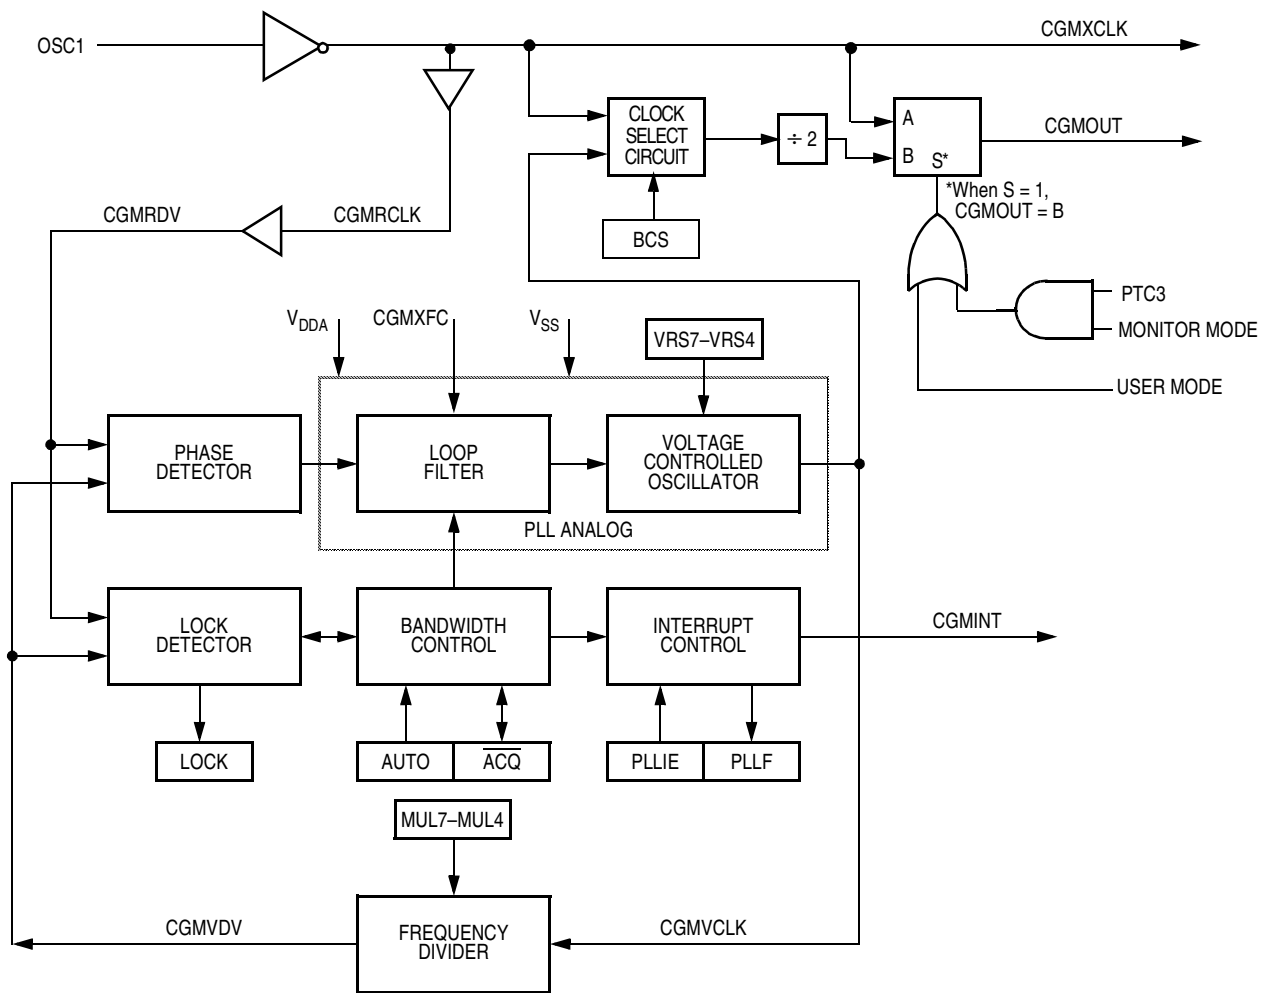 OSC1
CGMXCLK
CLOCK
SELECT
CIRCUIT
÷ 2
A
B
S*
CGMOUT
*When S = 1,
CGMOUT = B
CGMRDV
CGMRCLK
BCS
PTC3
MONITOR MODE
USER MODE
VDDA
CGMXFC
VSS
VRS7–VRS4
PHASE
DETECTOR
LOOP
FILTER
VOLTAGE
CONTROLLED
OSCILLATOR
PLL ANALOG
LOCK
DETECTOR
BANDWIDTH
CONTROL
INTERRUPT
CONTROL
CGMINT
LOCK
AUTO
ACQ
PLLIE
PLLF
MUL7–MUL4
CGMVDV
FREQUENCY
DIVIDER
CGMVCLK